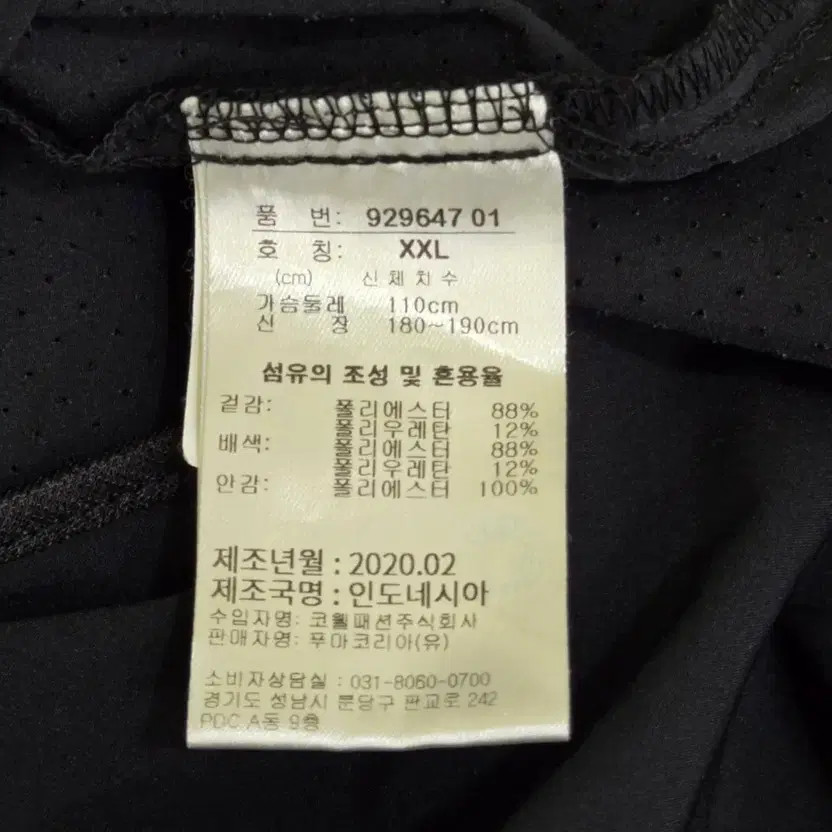 품 번: 929647 01
호 칭: XXL
(cm) 신체치수
가슴둘레 110cm
신 장 180~190cm
섬유의 조성 및 혼용율
겉감: 폴리에스터 88%
폴리우레탄 12%
배색: 폴리에스터 88%
폴리우레탄 12%
안감: 폴리에스터 100%
제조년월 : 2020.02
제조국명 : 인도네시아
수입자명: 코웰패션주식회사
판매자명: 푸마코리아(유)
소비자상담실 : 031-8060-0700
경기도 성남시 분당구 판교로 242
PDC A동 9층